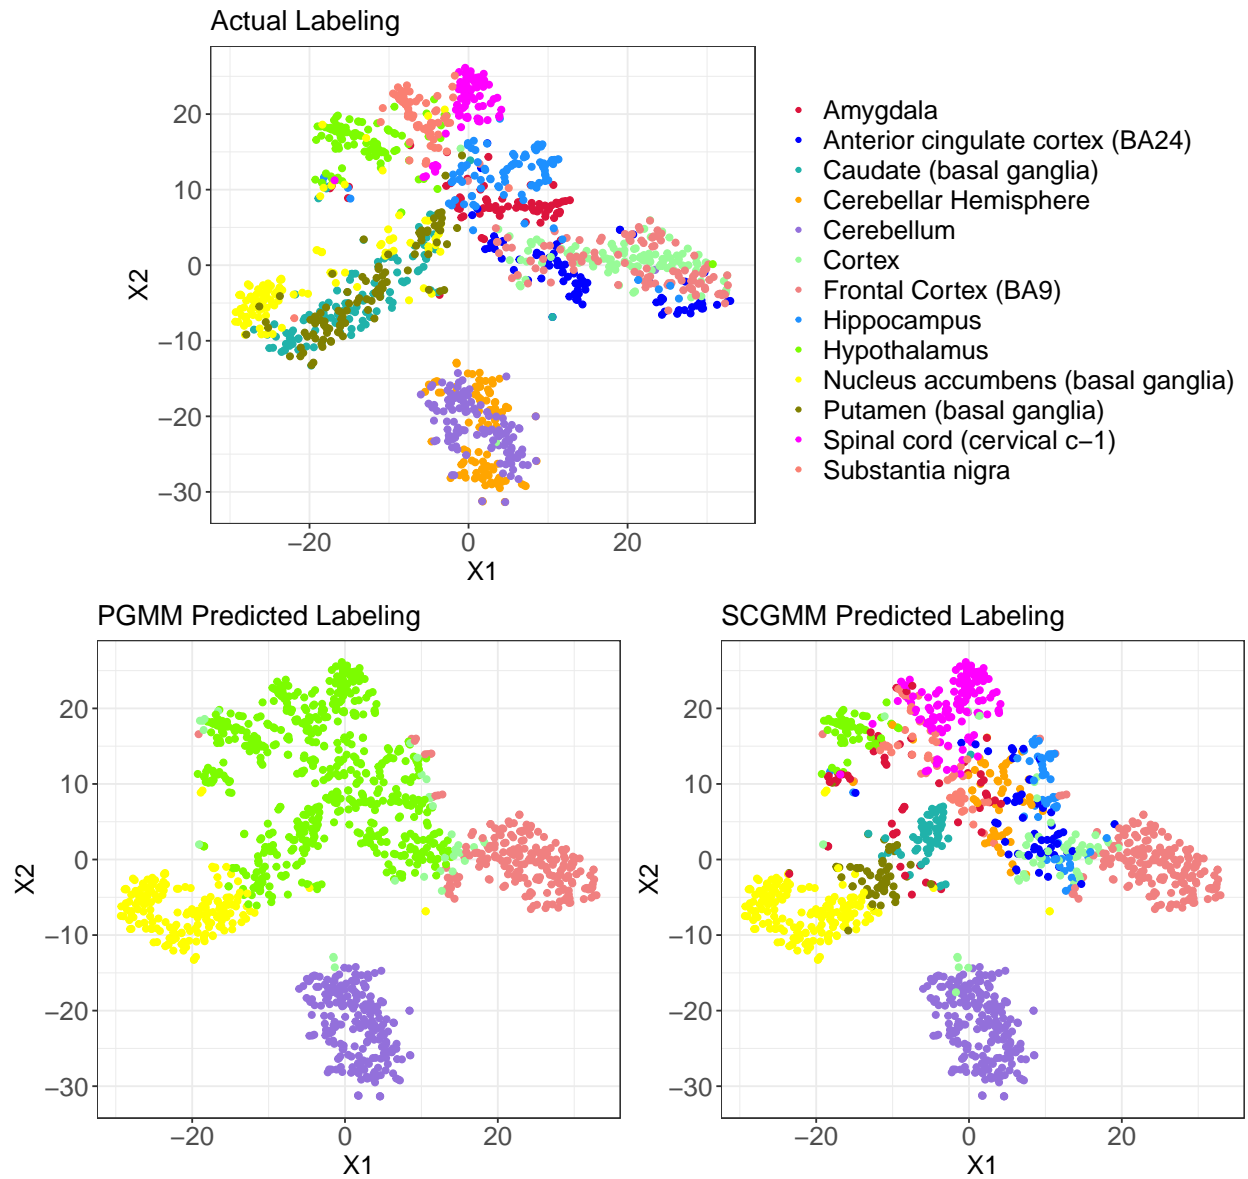 Actual Labeling
20
10
0
−10
−20
−30
X2
−20 0 20
X1
Amygdala
Anterior cingulate cortex (BA24)
Caudate (basal ganglia)
Cerebellar Hemisphere
Cerebellum
Cortex
Frontal Cortex (BA9)
Hippocampus
Hypothalamus
Nucleus accumbens (basal ganglia)
Putamen (basal ganglia)
Spinal cord (cervical c−1)
Substantia nigra
PGMM Predicted Labeling
20
10
0
−10
−20
−30
X2
−20 0 20
X1
SCGMM Predicted Labeling
20
10
0
−10
−20
−30
X2
−20 0 20
X1